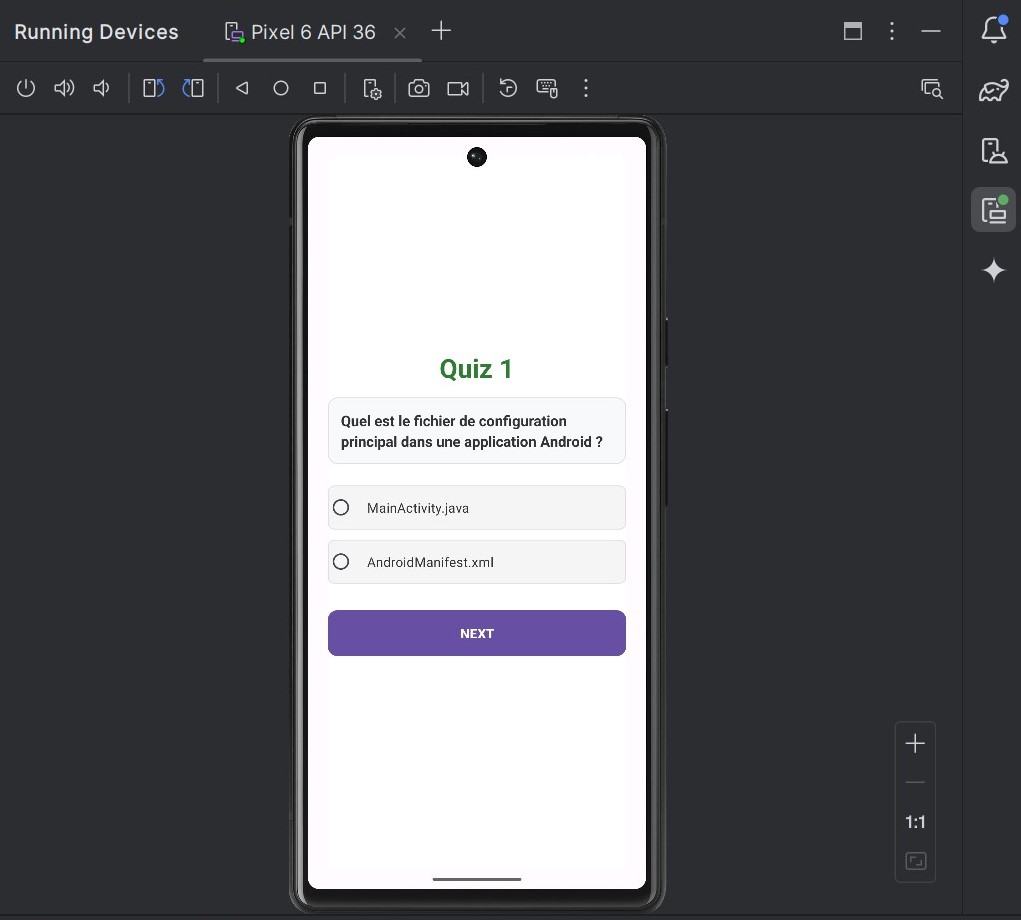 Running Devices
Pixel 6 API 36
Quiz 1
Quel est le fichier de configuration
principal dans une application Android ?
MainActivity.java
AndroidManifest.xml
NEXT
1:1